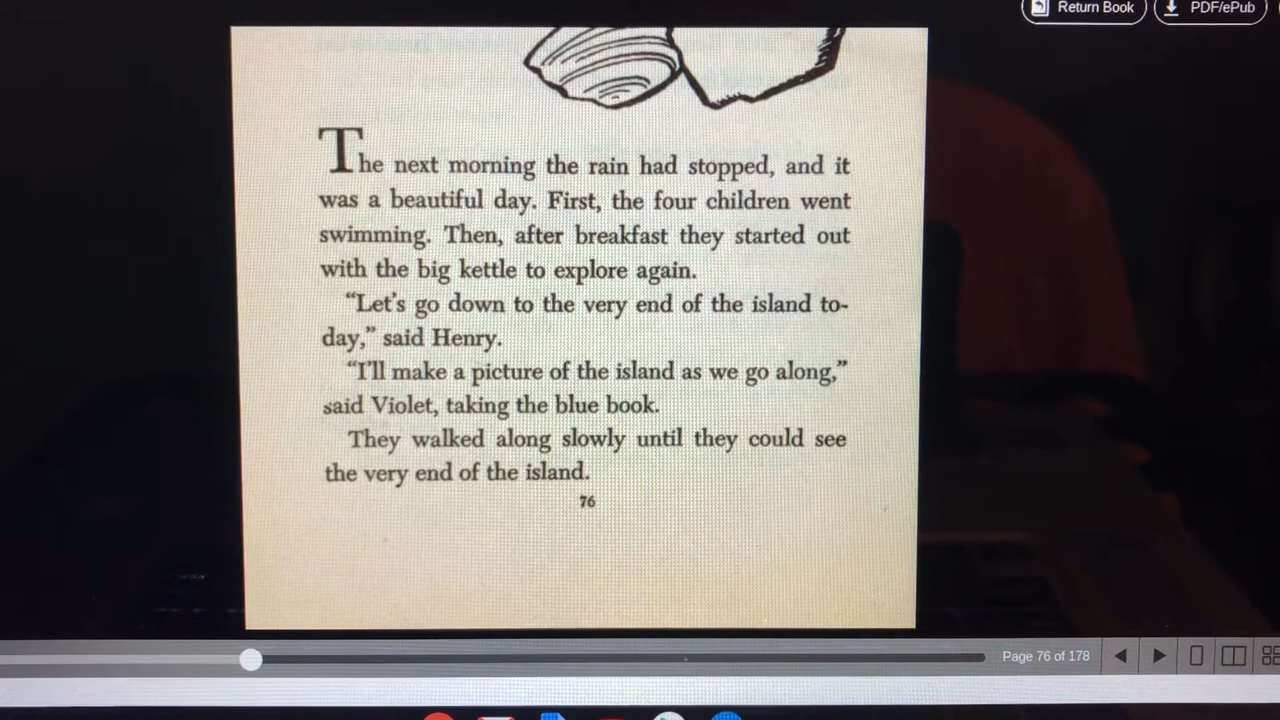 Return Book
PDF/ePub
The next morning the rain had stopped, and it
was a beautiful day. First, the four children went
swimming. Then, after breakfast they started out
with the big kettle to explore again.
“Let's go down to the very end of the island to-
day,” said Henry.
“I'll make a picture of the island as we go along,”
said Violet, taking the blue book.
They walked along slowly until they could see
the very end of the island.
76
Page 76 of 178